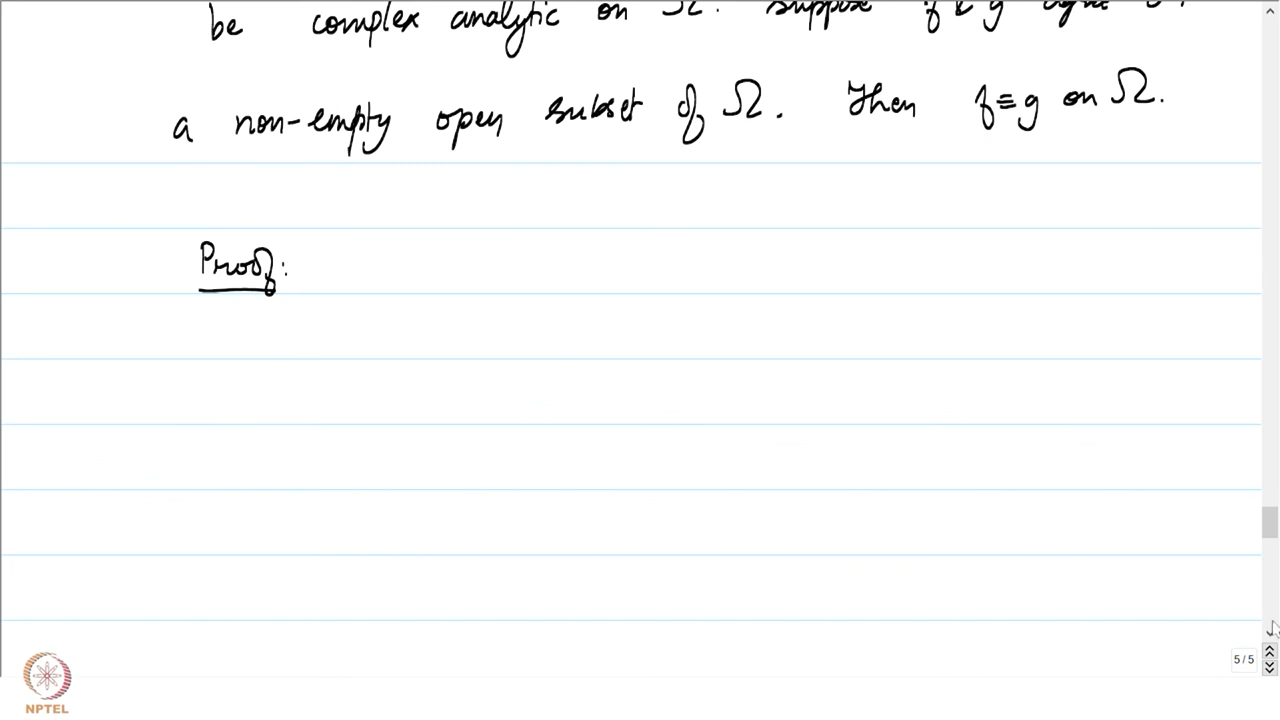 be complex analytic on Ω. Suppose f & g
a non-empty open subset of Ω. Then f≡g on Ω.
Proof:
5 / 5
NPTEL